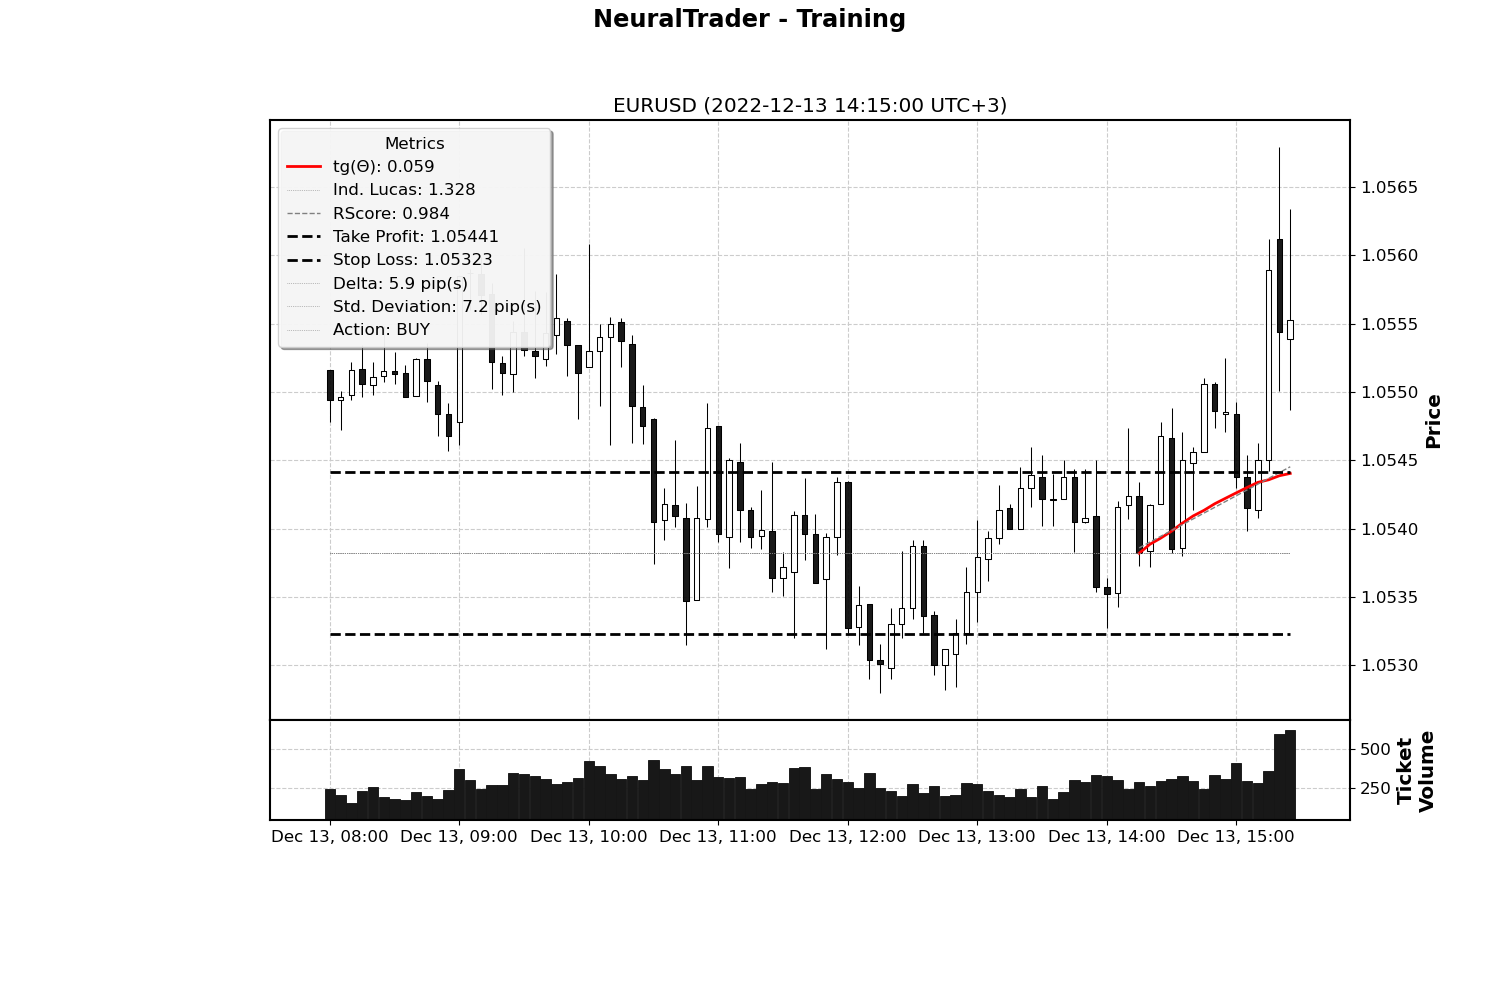 NeuralTrader - Training
EURUSD (2022-12-13 14:15:00 UTC+3)
Metrics
tg(Θ): 0.059
Ind. Lucas: 1.328
RScore: 0.984
Take Profit: 1.05441
Stop Loss: 1.05323
Delta: 5.9 pip(s)
Std. Deviation: 7.2 pip(s)
Action: BUY
1.0565
1.0560
1.0555
1.0550
1.0545
1.0540
1.0535
1.0530
Price
500
250
Ticket
Volume
Dec 13, 08:00 Dec 13, 09:00 Dec 13, 10:00 Dec 13, 11:00 Dec 13, 12:00 Dec 13, 13:00 Dec 13, 14:00 Dec 13, 15:00